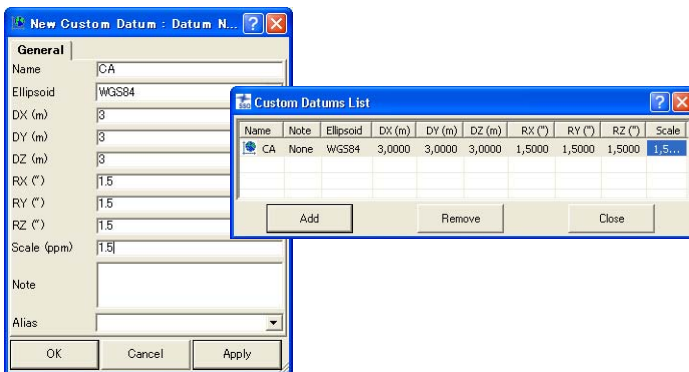 New Custom Datum : Datum N...
General
Name CA
Ellipsoid WGS84
DX (m) 3
DY (m) 3
DZ (m) 3
RX (") 1.5
RY (") 1.5
RZ (") 1.5
Scale (ppm) 1.5
Note
Alias
OK Cancel Apply
SSO Custom Datums List
Name Note Ellipsoid DX (m) DY (m) DZ (m) RX (") RY (") RZ (") Scale
CA None WGS84 3,0000 3,0000 3,0000 1,5000 1,5000 1,5000 1,5...
Add Remove Close